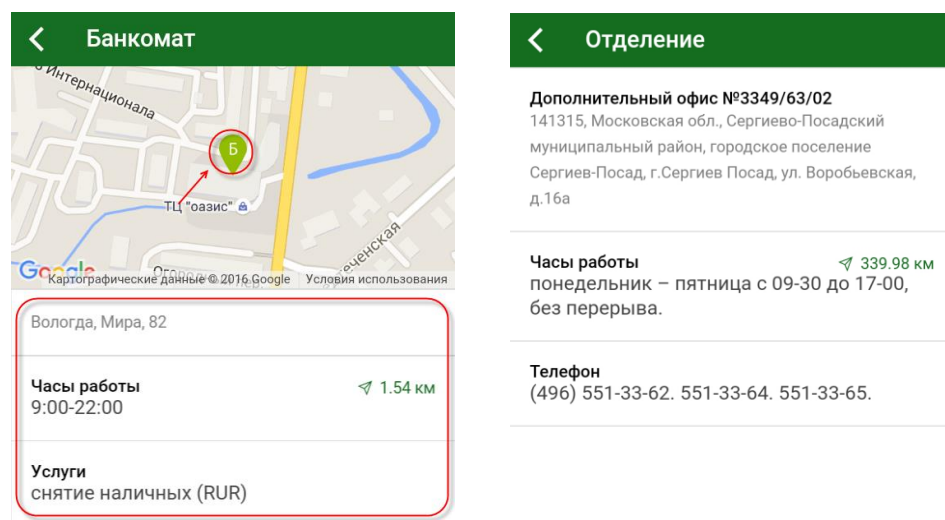 Банкомат
Интернационала
Б
ТЦ "оазис"
Google
Картографические данные © 2016 Google Условия использования
Вологда, Мира, 82
Часы работы
1.54 км
9:00-22:00
Услуги
снятие наличных (RUR)
Отделение
Дополнительный офис №3349/63/02
141315, Московская обл., Сергиево-Посадский
муниципальный район, городское поселение
Сергиев-Посад, г.Сергиев Посад, ул. Воробьевская,
д.16а
Часы работы
339.98 км
понедельник – пятница с 09-30 до 17-00,
без перерыва.
Телефон
(496) 551-33-62. 551-33-64. 551-33-65.